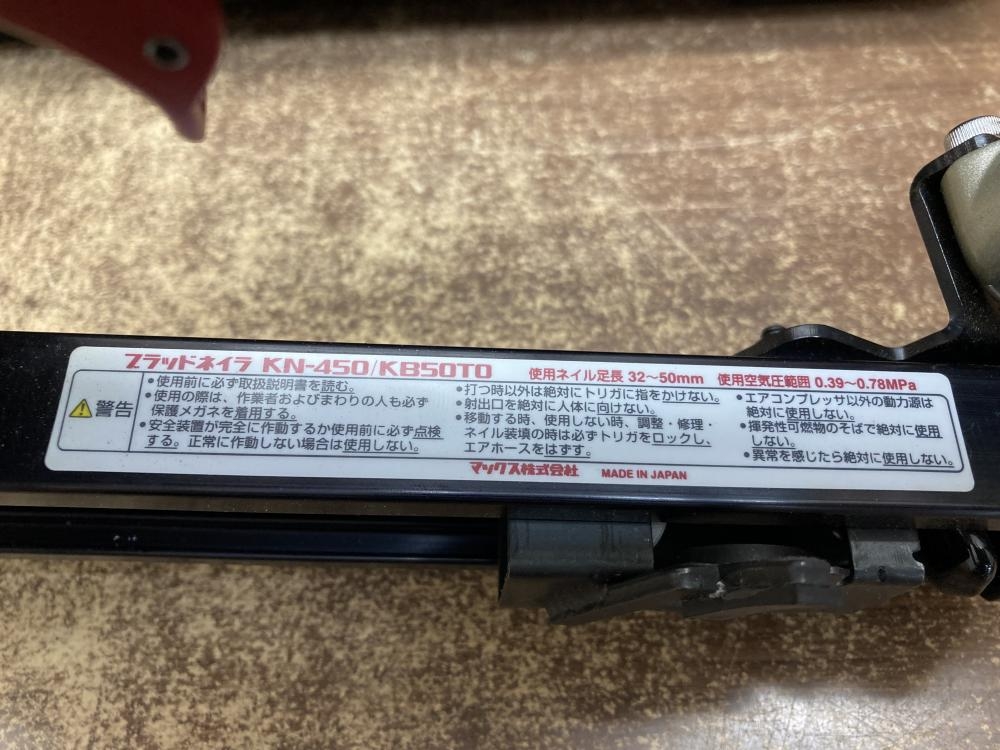 ブラッドネイラ KN-450/KB50TO 使用ネイル足長 32～50mm 使用空気圧範囲 0.39～0.78MPa
警告
・使用前に必ず取扱説明書を読む。
・使用の際は、作業者およびまわりの人も必ず
保護メガネを着用する。
・安全装置が完全に作動するか使用前に必ず点検
する。正常に作動しない場合は使用しない。
・打つ時以外は絶対にトリガに指をかけない。
・射出口を絶対に人体に向けない。
・移動する時、使用しない時、調整・修理・
ネイル装填の時は必ずトリガをロックし、
エアホースをはずす。
・エアコンプレッサ以外の動力源は
絶対に使用しない。
・揮発性可燃物のそばで絶対に使用
しない。
・異常を感じたら絶対に使用しない。
マックス株式会社 MADE IN JAPAN